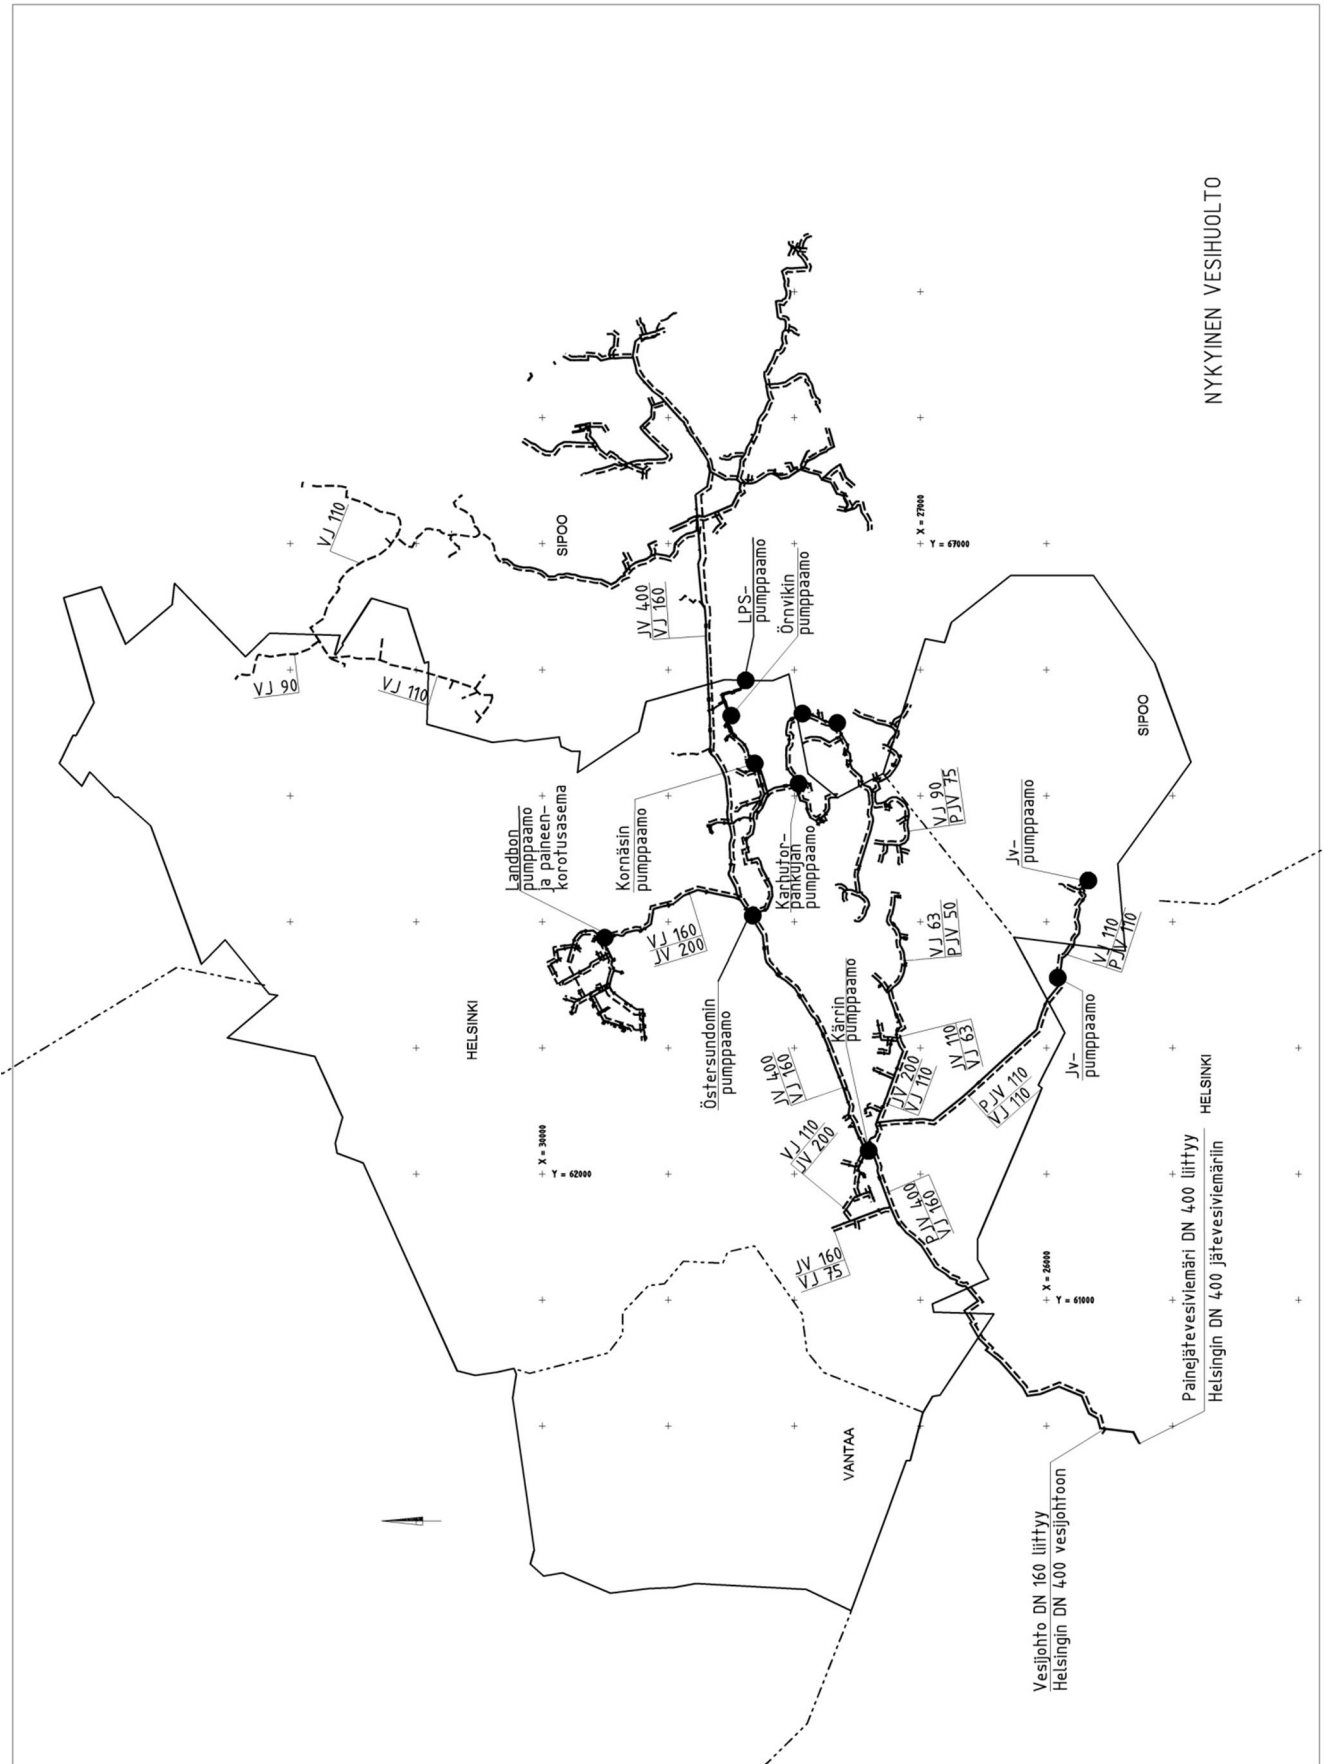 NYKYINEN VESIHUOLTO
VJ 110
SIPOO
VJ 90
VJ 110
JV 400
VJ 160
LPS-
pumppaamo
Örnvikin
pumppaamo
X = 27000
Y = 67000
Landbon
pumppaamo
ja paineen-
korotusasema
Kornäsin
pumppaamo
Karhutor-
pankujan
pumppaamo
VJ 90
PJV 75
SIPOO
Jv-
pumppaamo
VJ 160
JV 200
VJ 63
PJV 50
VJ 110
PJV 110
HELSINKI
Östersundomin
pumppaamo
Kärrin
pumppaamo
JV 400
VJ 160
JV 110
VJ 63
JV 200
VJ 110
Jv-
pumppaamo
PJV 110
VJ 110
HELSINKI
X = 30000
Y = 62000
VJ 110
JV 200
PJV 400
VJ 160
JV 160
VJ 75
X = 26000
Y = 61000
Painejätevesiviemäri DN 400 liittyy
Helsingin DN 400 jätevesiviemäriin
VANTAA
Vesijohto DN 160 liittyy
Helsingin DN 400 vesijohtoon